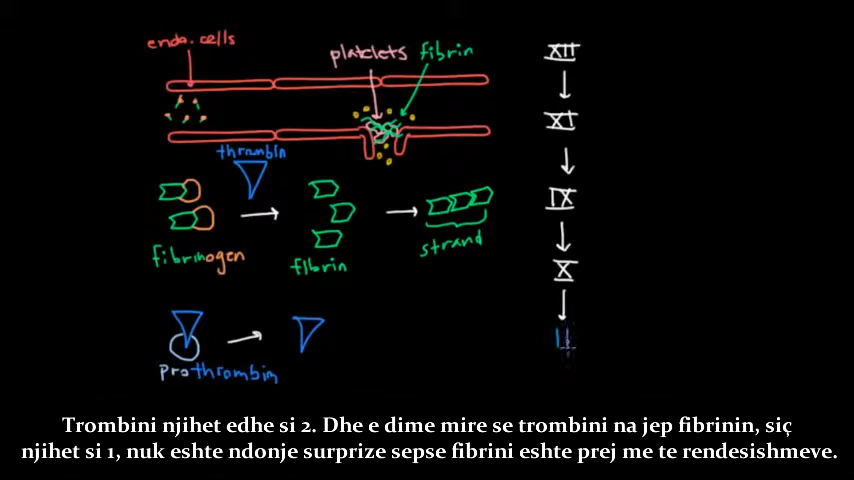 endo. cells
platelets
fibrin
XII
XI
thrombin
IX
fibrinogen
fibrin
strand
X
II
prothrombin
Trombini njihet edhe si 2. Dhe e dime mire se trombini na jep fibrinin, siç
njihet si 1, nuk eshte ndonje surprize sepse fibrini eshte prej me te rendesishmeve.